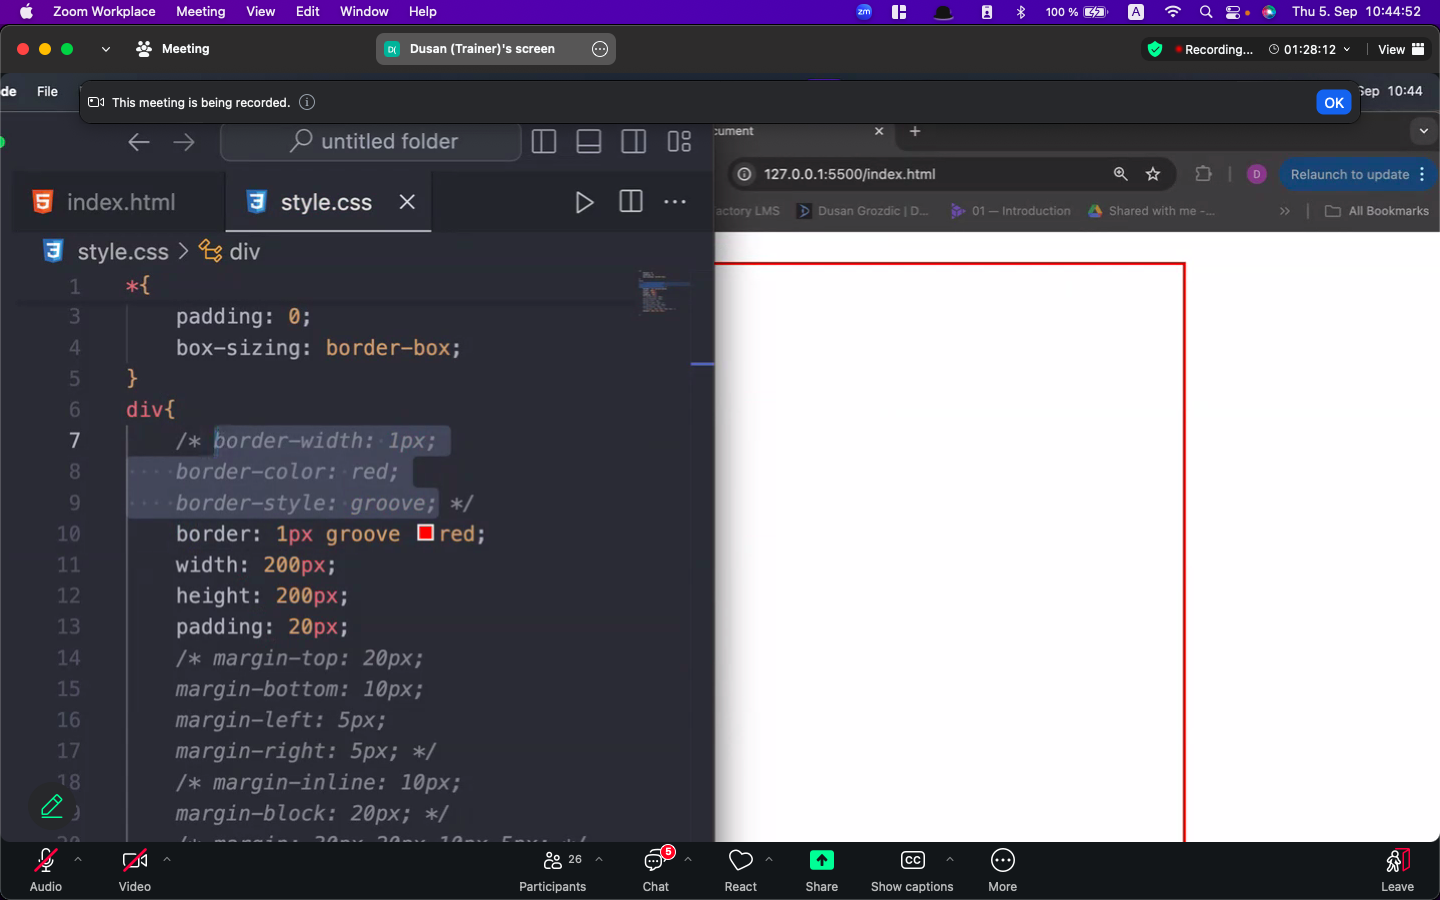 Zoom Workplace Meeting View Edit Window Help zm 100 % A Thu 5. Sep 10:44:52
Meeting D( Dusan (Trainer)'s screen Recording... 01:28:12 View
de File Sep 10:44
This meeting is being recorded. OK
untitled folder
cument
127.0.0.1:5500/index.html D Relaunch to update
index.html style.css
actory LMS Dusan Grozdic | D... 01 — Introduction Shared with me -... » All Bookmarks
style.css > div
1 *{
3 padding: 0;
4 box-sizing: border-box;
5 }
6 div{
7 /* border-width: 1px;
8 border-color: red;
9 border-style: groove; */
10 border: 1px groove red;
11 width: 200px;
12 height: 200px;
13 padding: 20px;
14 /* margin-top: 20px;
15 margin-bottom: 10px;
16 margin-left: 5px;
17 margin-right: 5px; */
18 /* margin-inline: 10px;
9 margin-block: 20px; */
Audio Video Participants 26 Chat 5 React Share CC Show captions More Leave